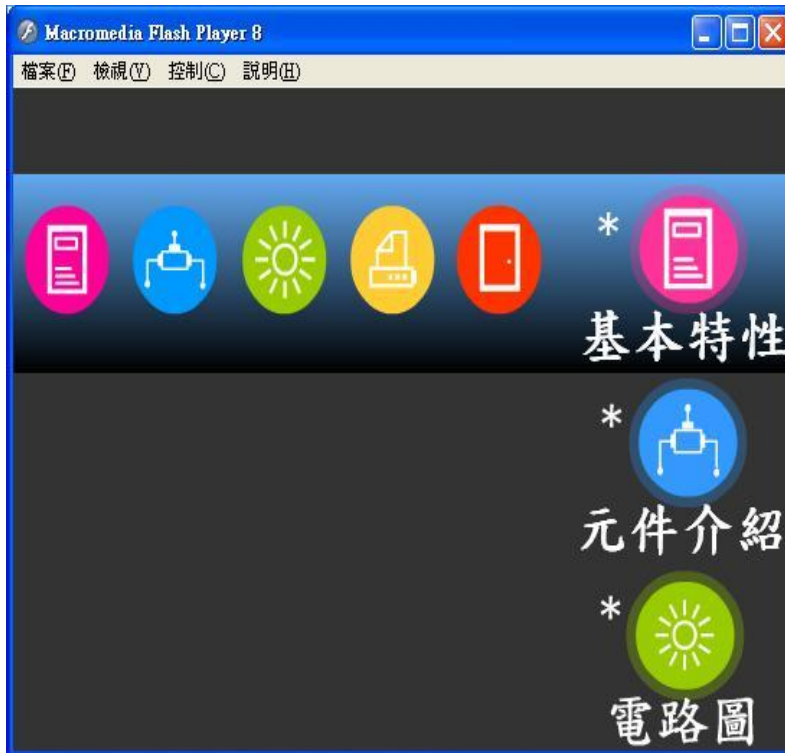 Macromedia Flash Player 8
檔案(F) 檢視(V) 控制(C) 說明(H)
*
基本特性
*
元件介紹
*
電路圖